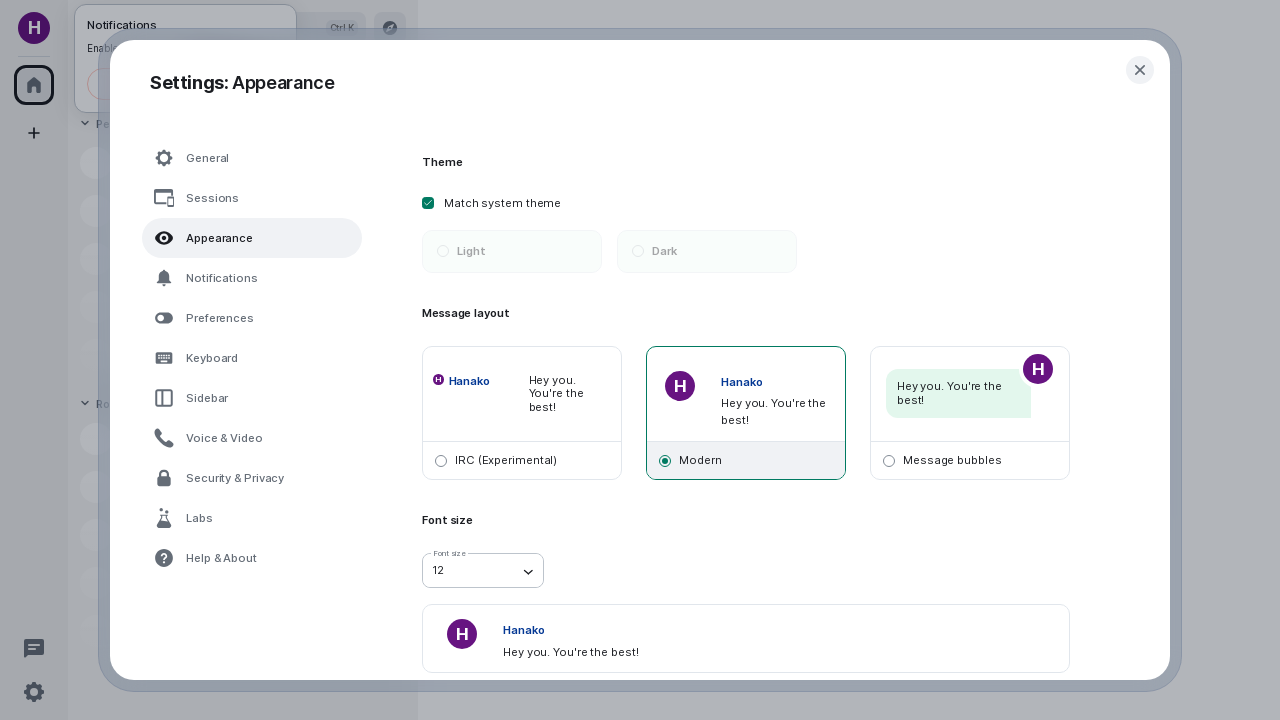 H
Notifications
Ctrl K
Settings: Appearance
General
Sessions
Appearance
Notifications
Preferences
Keyboard
Sidebar
Voice & Video
Security & Privacy
Labs
Help & About
Theme
Match system theme
Light
Dark
Message layout
H Hanako
Hey you.
You're the
best!
IRC (Experimental)
H
Hanako
Hey you. You're the
best!
Modern
H
Hey you. You're the
best!
Message bubbles
Font size
Font size
12
H
Hanako
Hey you. You're the best!